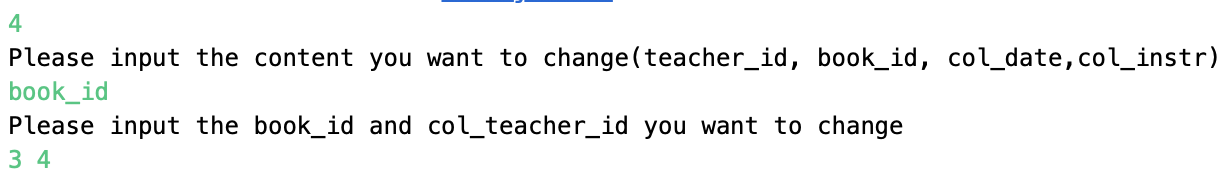 4
Please input the content you want to change(teacher_id, book_id, col_date,col_instr)
book_id
Please input the book_id and col_teacher_id you want to change
3 4